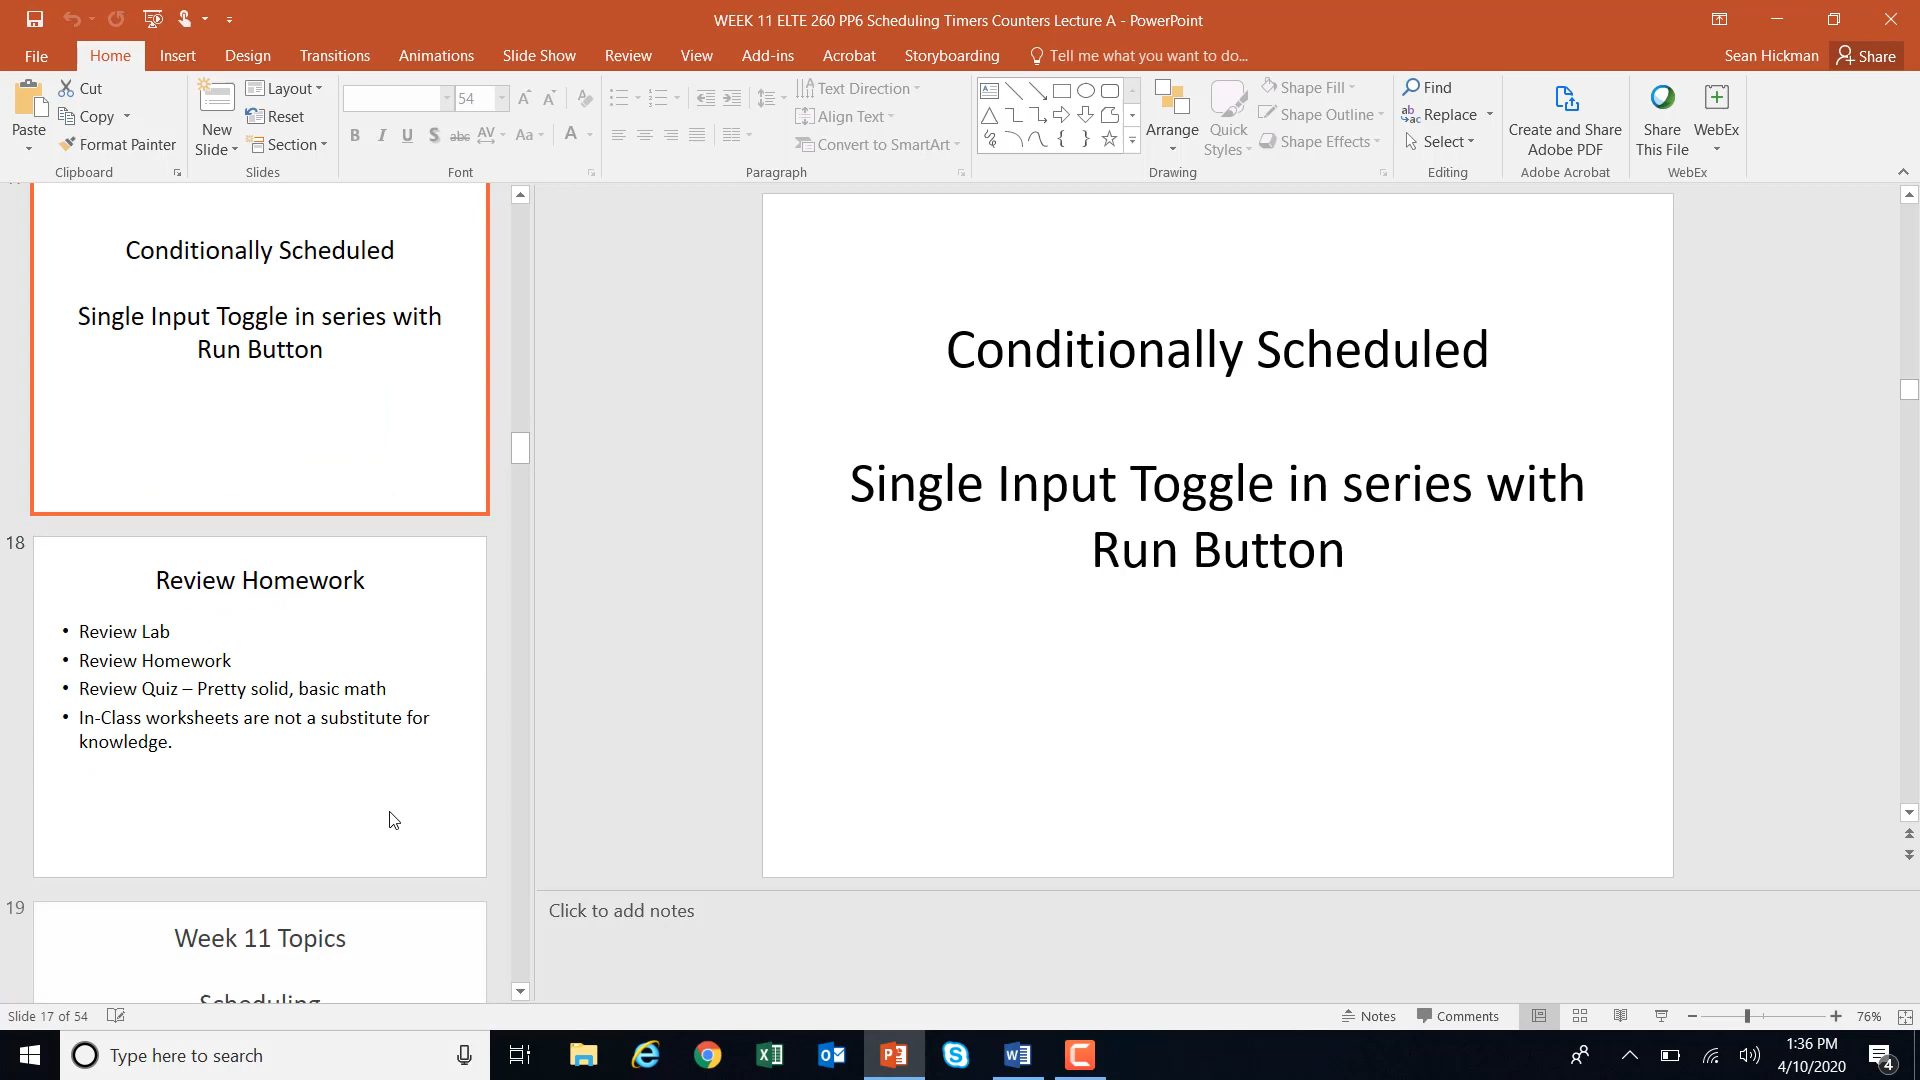 WEEK 11 ELTE 260 PP6 Scheduling Timers Counters Lecture A - PowerPoint
File Home Insert Design Transitions Animations Slide Show Review View Add-ins Acrobat Storyboarding Tell me what you want to do... Sean Hickman Share
Paste
Cut
Copy
Format Painter
Clipboard
New Slide
Layout
Reset
Section
Slides
54
B I U S abc AV Aa A
Font
Text Direction
Align Text
Convert to SmartArt
Paragraph
Arrange
Quick Styles
Shape Fill
Shape Outline
Shape Effects
Drawing
Find
Replace
Select
Editing
Create and Share
Adobe PDF
Adobe Acrobat
Share
This File
WebEx
WebEx
Conditionally Scheduled
Single Input Toggle in series with
Run Button
18
Review Homework
• Review Lab
• Review Homework
• Review Quiz – Pretty solid, basic math
• In-Class worksheets are not a substitute for
knowledge.
19
Week 11 Topics
Scheduling
Conditionally Scheduled
Single Input Toggle in series with
Run Button
Click to add notes
Slide 17 of 54
Notes Comments 76%
Type here to search
1:36 PM
4/10/2020
4